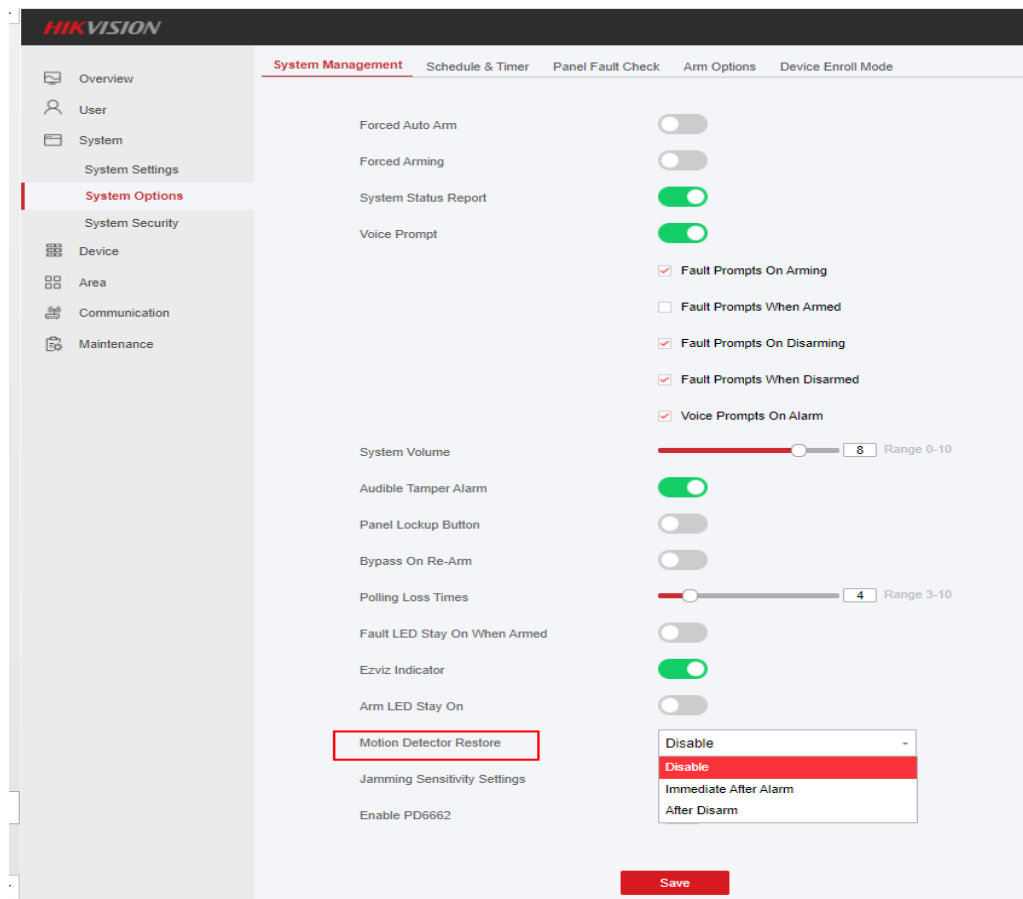 HIKVISION
System Management Schedule & Timer Panel Fault Check Arm Options Device Enroll Mode
Overview
User
System
System Settings
System Options
System Security
Device
Area
Communication
Maintenance
Forced Auto Arm
Forced Arming
System Status Report
Voice Prompt
Fault Prompts On Arming
Fault Prompts When Armed
Fault Prompts On Disarming
Fault Prompts When Disarmed
Voice Prompts On Alarm
System Volume 8 Range 0-10
Audible Tamper Alarm
Panel Lockup Button
Bypass On Re-Arm
Polling Loss Times 4 Range 3-10
Fault LED Stay On When Armed
Ezviz Indicator
Arm LED Stay On
Motion Detector Restore Disable
Disable
Immediate After Alarm
After Disarm
Jamming Sensitivity Settings
Enable PD6662
Save